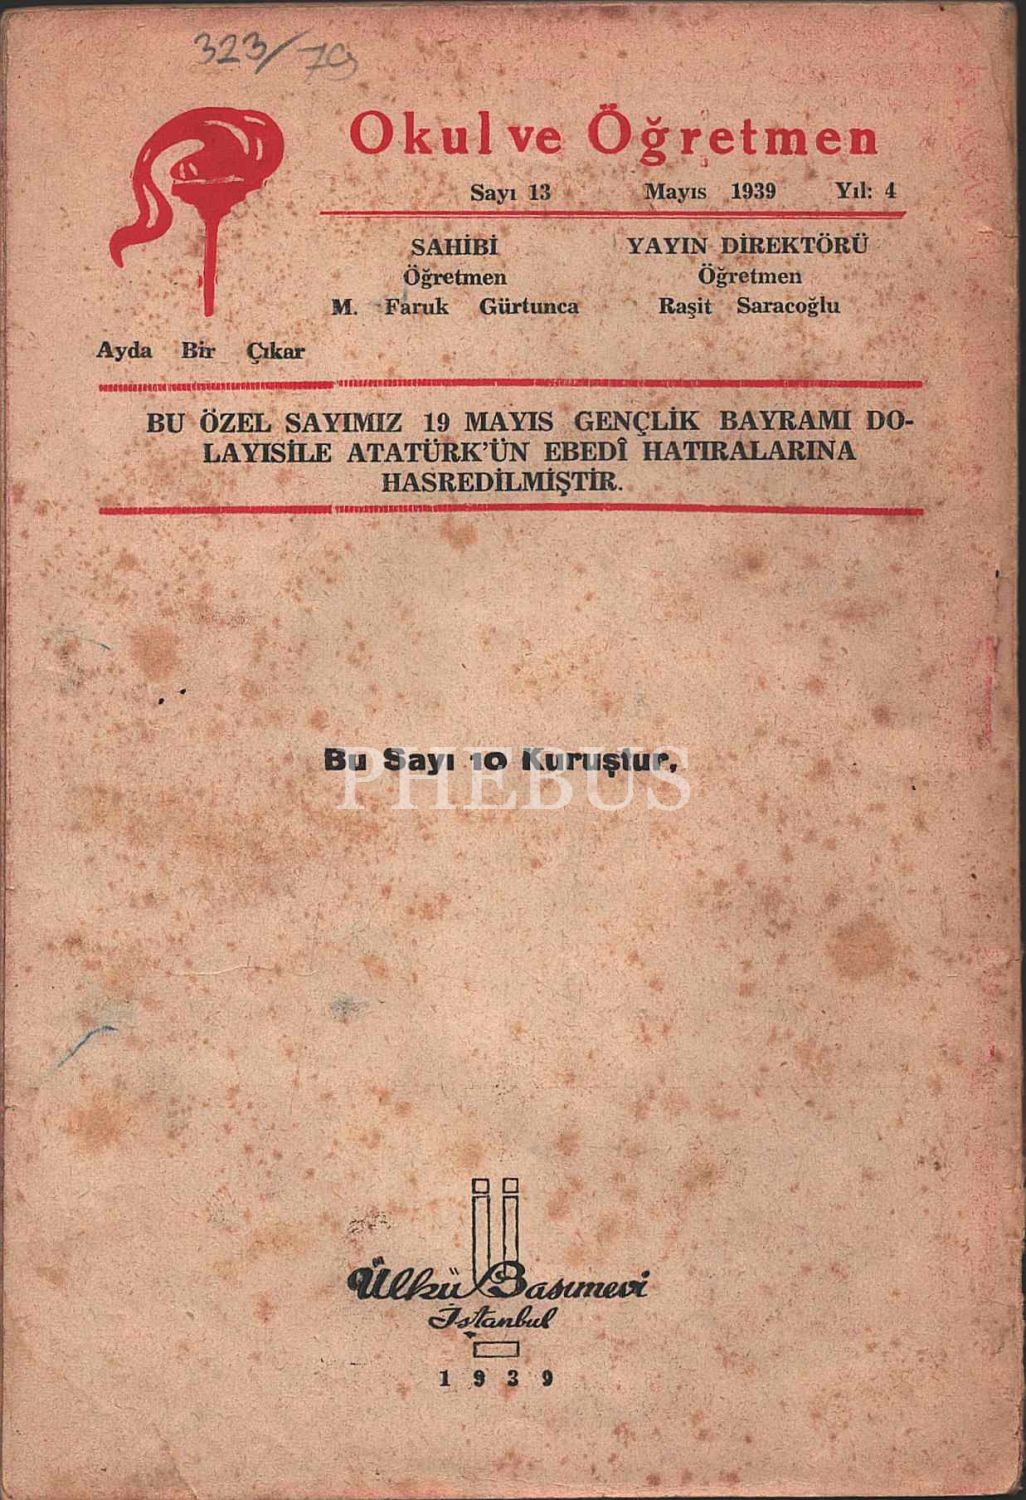 323/79
Okul ve Öğretmen
Sayı 13 Mayıs 1939 Yıl: 4
SAHİBİ YAYIN DİREKTÖRÜ
Öğretmen Öğretmen
M. Faruk Gürtunca Raşit Saracoğlu
Ayda Bir Çıkar
BU ÖZEL SAYIMIZ 19 MAYIS GENÇLİK BAYRAMI DO-
LAYISİLE ATATÜRK'ÜN EBEDÎ HATIRALARINA
HASREDİLMİŞTİR.
Bu Sayı 10 Kuruştur,
PHEBUS
Ülkü Basımevi
İstanbul
1939